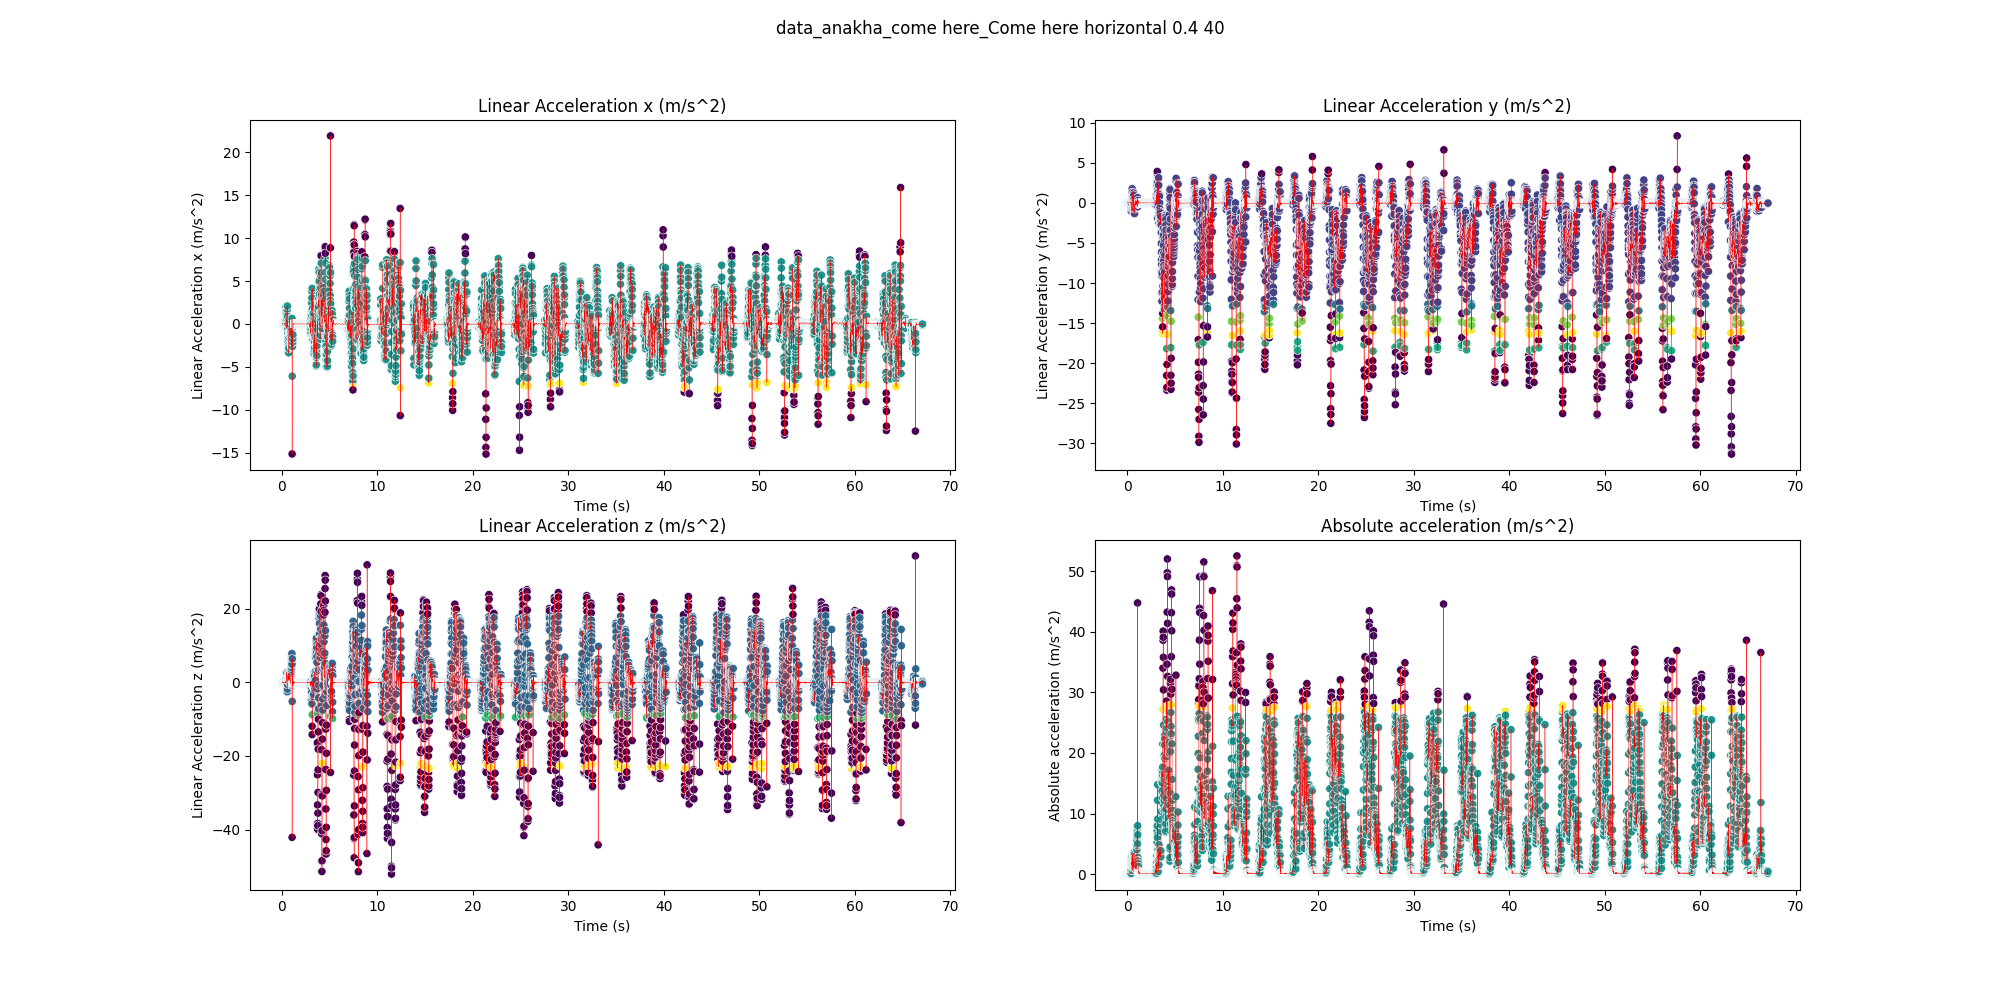 data_anakha_come here_Come here horizontal 0.4 40
Linear Acceleration x (m/s^2)
Linear Acceleration x (m/s^2)
20
15
10
5
0
−5
−10
−15
0 10 20 30 40 50 60 70
Time (s)
Linear Acceleration y (m/s^2)
Linear Acceleration y (m/s^2)
10
5
0
−5
−10
−15
−20
−25
−30
0 10 20 30 40 50 60 70
Time (s)
Linear Acceleration z (m/s^2)
Linear Acceleration z (m/s^2)
20
0
−20
−40
0 10 20 30 40 50 60 70
Time (s)
Absolute acceleration (m/s^2)
Absolute acceleration (m/s^2)
50
40
30
20
10
0
0 10 20 30 40 50 60 70
Time (s)